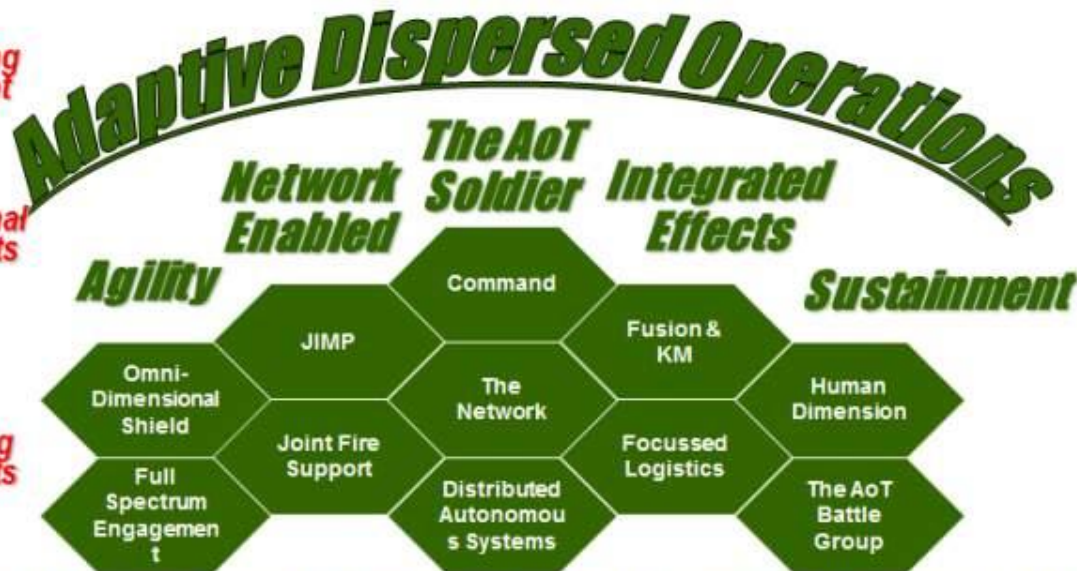 Adaptive Dispersed Operations
The AoT
Soldier
Network
Enabled
Integrated
Effects
Agility
Sustainment
Command
JIMP
Fusion &
KM
Omni-
Dimensional
Shield
The
Network
Human
Dimension
Joint Fire
Support
Focussed
Logistics
Full
Spectrum
Engagemen
t
Distributed
Autonomou
s Systems
The AoT
Battle
Group